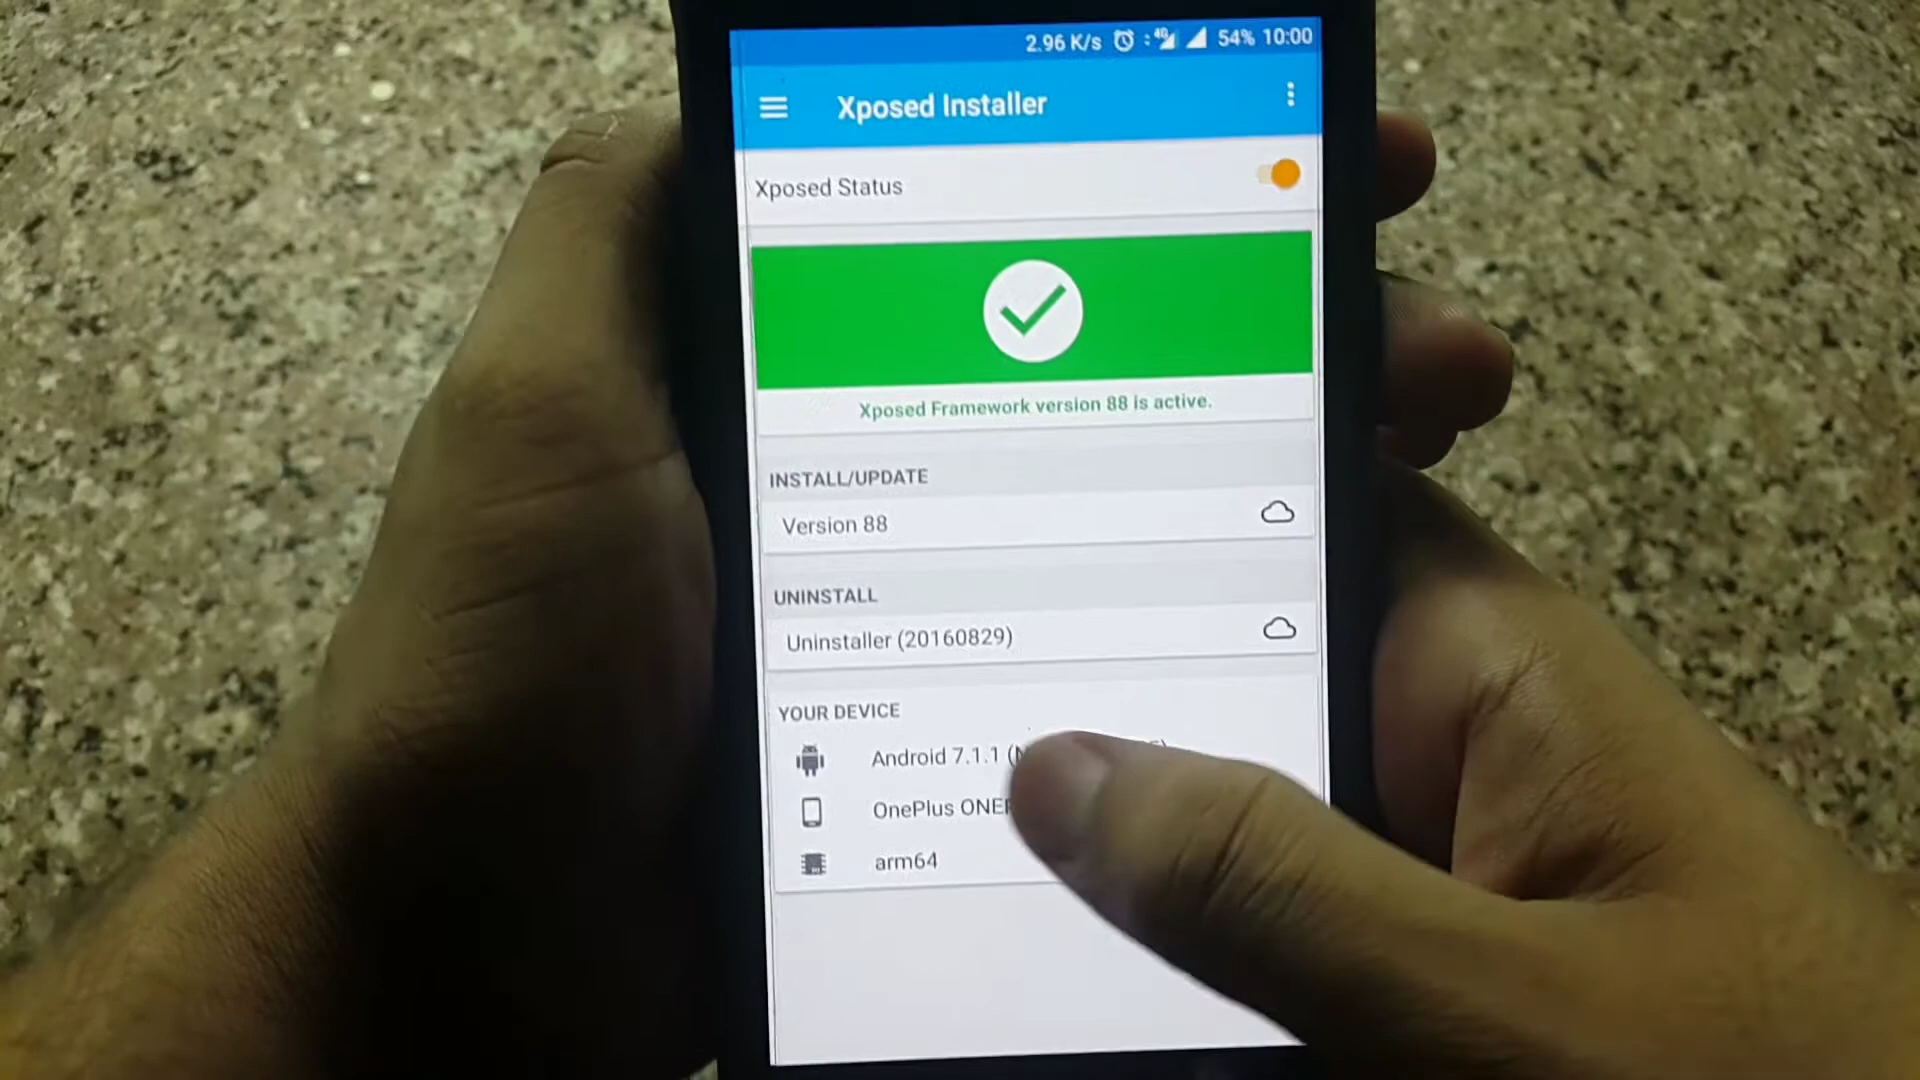 2.96 K/s 4G 54% 10:00
Xposed Installer
Xposed Status
Xposed Framework version 88 is active.
INSTALL/UPDATE
Version 88
UNINSTALL
Uninstaller (20160829)
YOUR DEVICE
Android 7.1.1
OnePlus
arm64